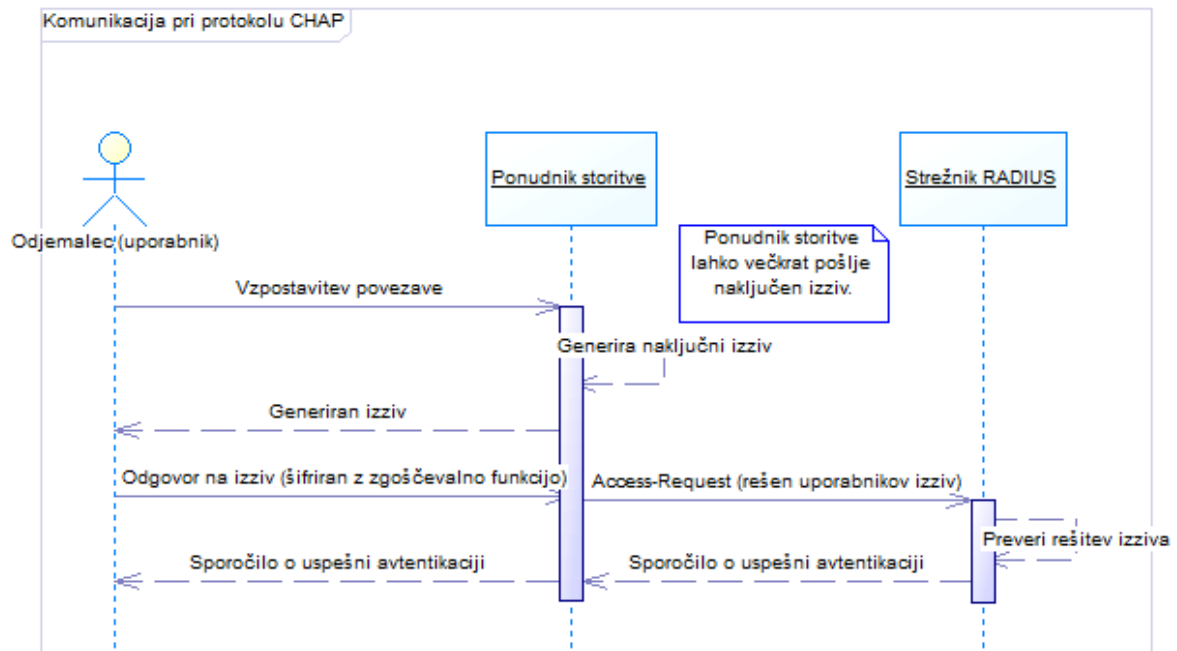 Komunikacija pri protokolu CHAP
Ponudnik storitve
Strežnik RADIUS
Odjemalec (uporabnik)
Ponudnik storitve
lahko večkrat pošlje
naključen izziv.
Vzpostavitev povezave
Generira naključni izziv
Generiran izziv
Odgovor na izziv (šifriran z zgoščevalno funkcijo)
Access-Request (rešen uporabnikov izziv)
Preveri rešitev izziva
Sporočilo o uspešni avtentikaciji
Sporočilo o uspešni avtentikaciji